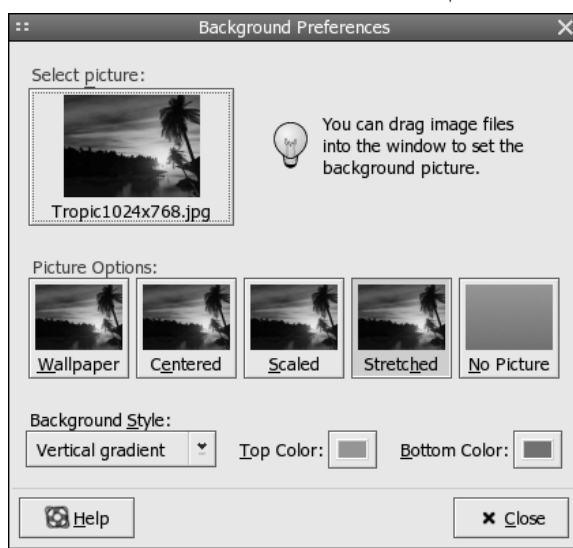 Background Preferences
Select picture:
You can drag image files
into the window to set the
background picture.
Tropic1024x768.jpg
Picture Options:
Wallpaper Centered Scaled Stretched No Picture
Background Style:
Vertical gradient Top Color: Bottom Color:
Help Close